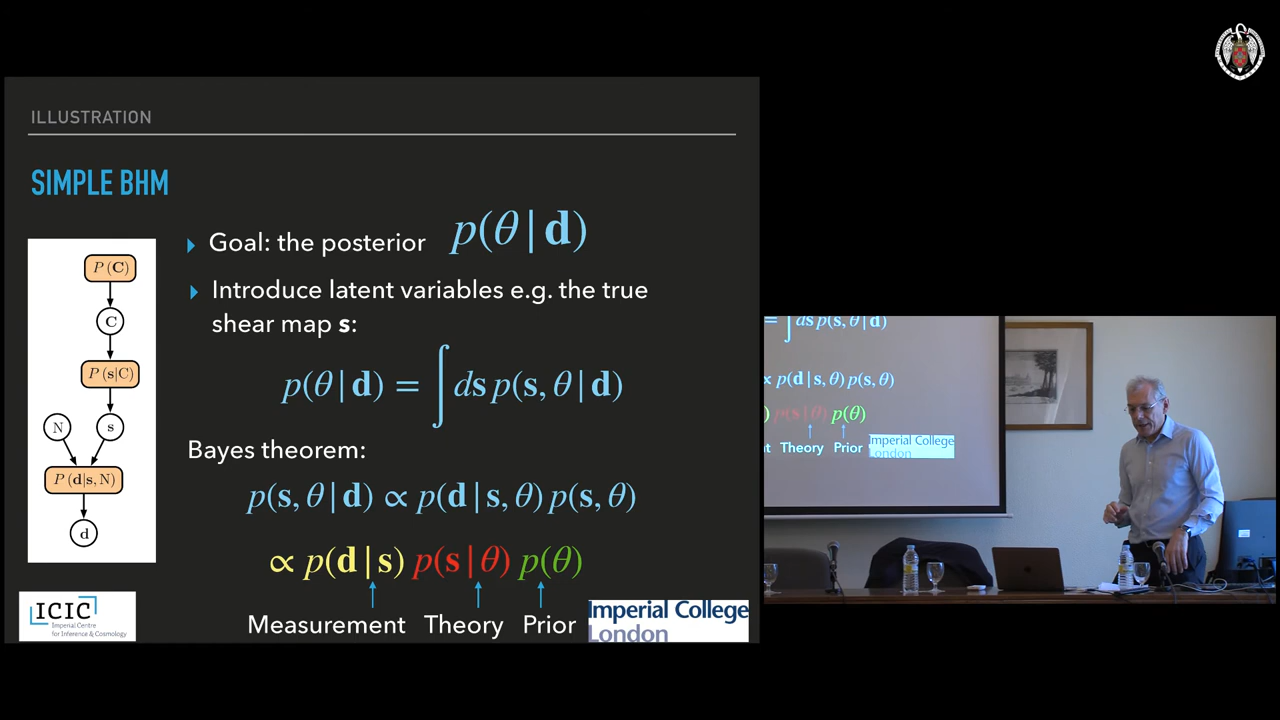 ILLUSTRATION
SIMPLE BHM
Goal: the posterior p(θ|d)
Introduce latent variables e.g. the true
shear map s:
p(θ|d) = ∫ds p(s, θ|d)
Bayes theorem:
p(s, θ|d) ∝ p(d|s, θ) p(s, θ)
∝ p(d|s) p(s|θ) p(θ)
Measurement Theory Prior
P(C)
C
P(s|C)
N s
P(d|s,N)
d
ICIC Imperial Centre
for Inference & Cosmology
Imperial College
London
= ∫ds p(s, θ|d)
∝ p(d|s, θ) p(s, θ)
) p(s|θ) p(θ)
t Theory Prior
Imperial College
London